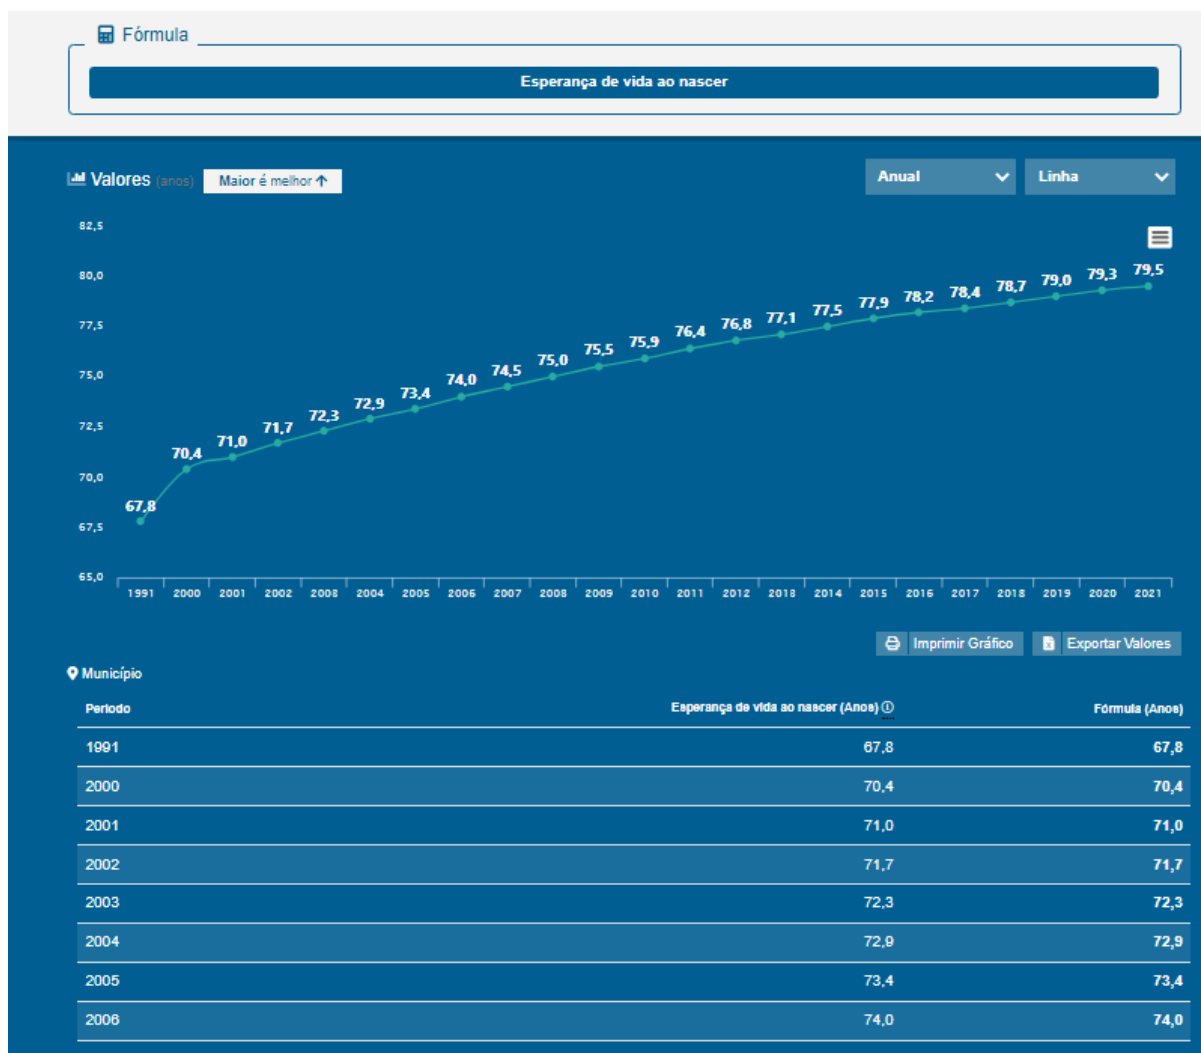 Fórmula
Esperança de vida ao nascer
Valores (anos) Maior é melhor ↑ Anual Linha
82,5
80,0
77,5
75,0
72,5
70,0
67,5
65,0
67,8 70,4 71,0 71,7 72,3 72,9 73,4 74,0 74,5 75,0 75,5 75,9 76,4 76,8 77,1 77,5 77,9 78,2 78,4 78,7 79,0 79,3 79,5
1991 2000 2001 2002 2003 2004 2005 2006 2007 2008 2009 2010 2011 2012 2013 2014 2015 2016 2017 2018 2019 2020 2021
Imprimir Gráfico Exportar Valores
Município
Período Esperança de vida ao nascer (Anos) Fórmula (Anos)
1991 67,8 67,8
2000 70,4 70,4
2001 71,0 71,0
2002 71,7 71,7
2003 72,3 72,3
2004 72,9 72,9
2005 73,4 73,4
2006 74,0 74,0